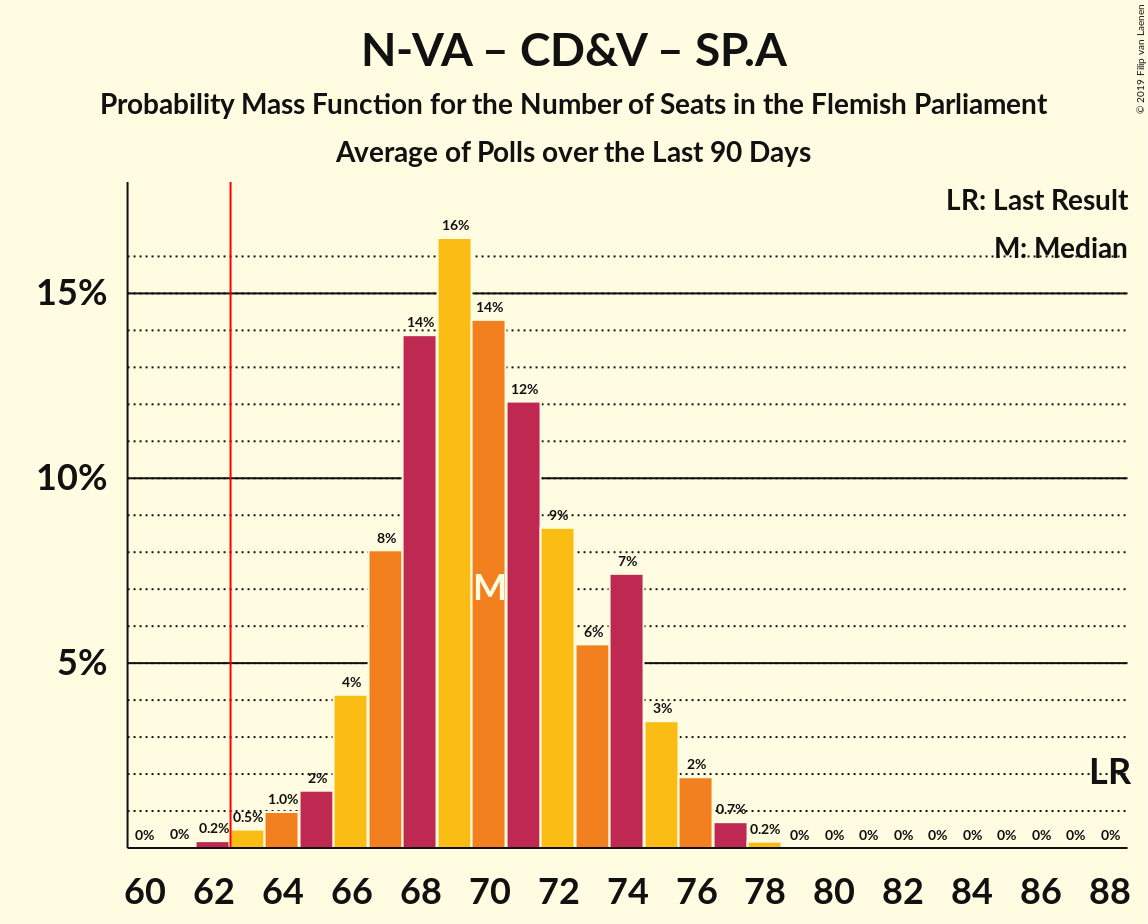 N-VA – CD&V – SP.A
Probability Mass Function for the Number of Seats in the Flemish Parliament
Average of Polls over the Last 90 Days
© 2019 Filip van Laenen
LR: Last Result
M: Median
15%
10%
5%
0% 0% 0.2% 0.5% 1.0% 2% 4% 8% 14% 16% 14% 12% 9% 6% 7% 3% 2% 0.7% 0.2% 0% 0% 0% 0% 0% 0% 0% 0% 0% 0%
M
LR
60 62 64 66 68 70 72 74 76 78 80 82 84 86 88